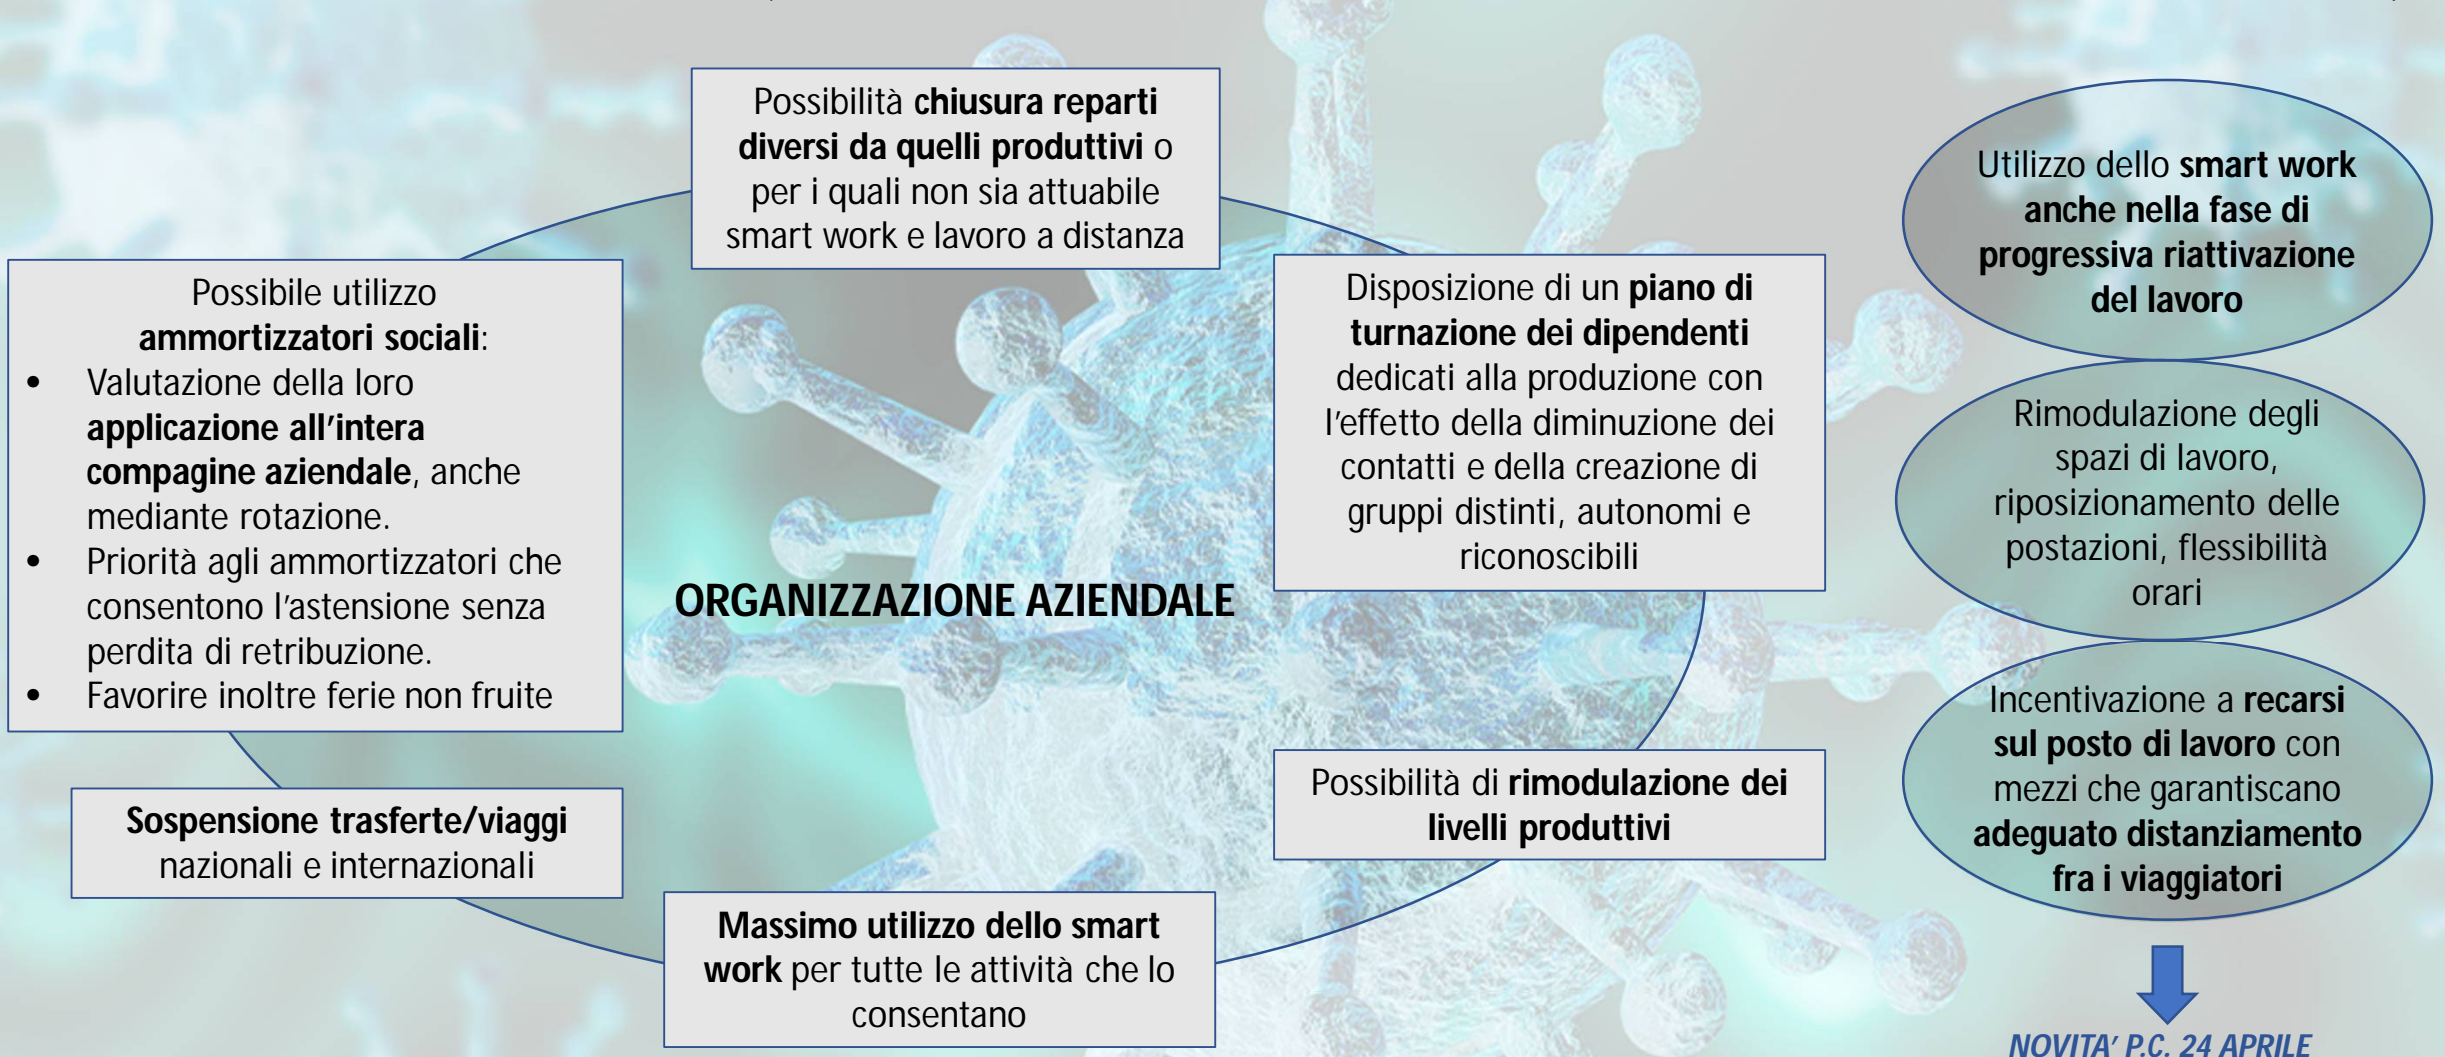 Possibilità chiusura reparti
diversi da quelli produttivi o
per i quali non sia attuabile
smart work e lavoro a distanza
Possibile utilizzo
ammortizzatori sociali:
• Valutazione della loro
applicazione all'intera
compagine aziendale, anche
mediante rotazione.
• Priorità agli ammortizzatori che
consentono l'astensione senza
perdita di retribuzione.
• Favorire inoltre ferie non fruite
Disposizione di un piano di
turnazione dei dipendenti
dedicati alla produzione con
l'effetto della diminuzione dei
contatti e della creazione di
gruppi distinti, autonomi e
riconoscibili
ORGANIZZAZIONE AZIENDALE
Sospensione trasferte/viaggi
nazionali e internazionali
Possibilità di rimodulazione dei
livelli produttivi
Massimo utilizzo dello smart
work per tutte le attività che lo
consentano
Utilizzo dello smart work
anche nella fase di
progressiva riattivazione
del lavoro
Rimodulazione degli
spazi di lavoro,
riposizionamento delle
postazioni, flessibilità
orari
Incentivazione a recarsi
sul posto di lavoro con
mezzi che garantiscano
adeguato distanziamento
fra i viaggiatori
NOVITA' P.C. 24 APRILE